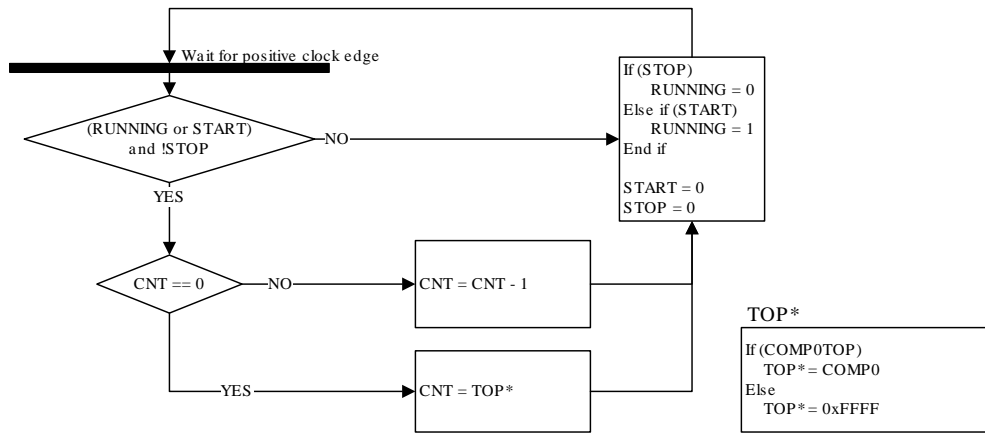 Wait for positive clock edge
(RUNNING or START)
and !STOP
NO
YES
If (STOP)
RUNNING = 0
Else if (START)
RUNNING = 1
End if
START = 0
STOP = 0
CNT == 0
NO
CNT = CNT - 1
YES
CNT = TOP*
TOP*
If (COMP0TOP)
TOP* = COMP0
Else
TOP* = 0xFFFF